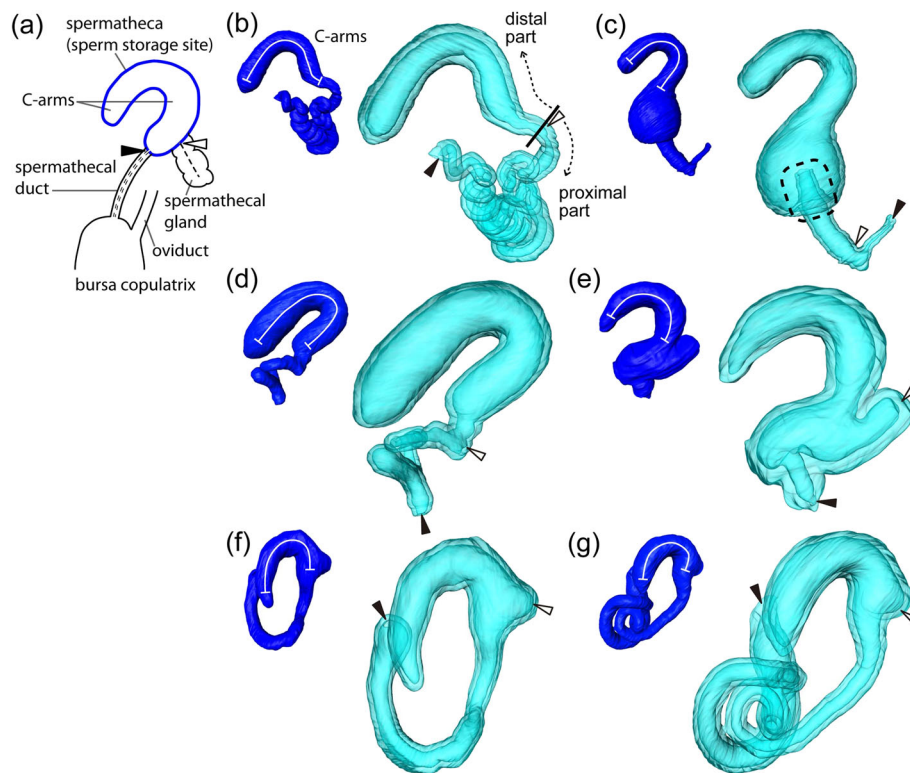 (a)
spermatheca
(sperm storage site)
C-arms
spermathecal
duct
spermathecal
gland
oviduct
bursa copulatrix
(b)
C-arms
distal
part
proximal
part
(c)
(d)
(e)
(f)
(g)